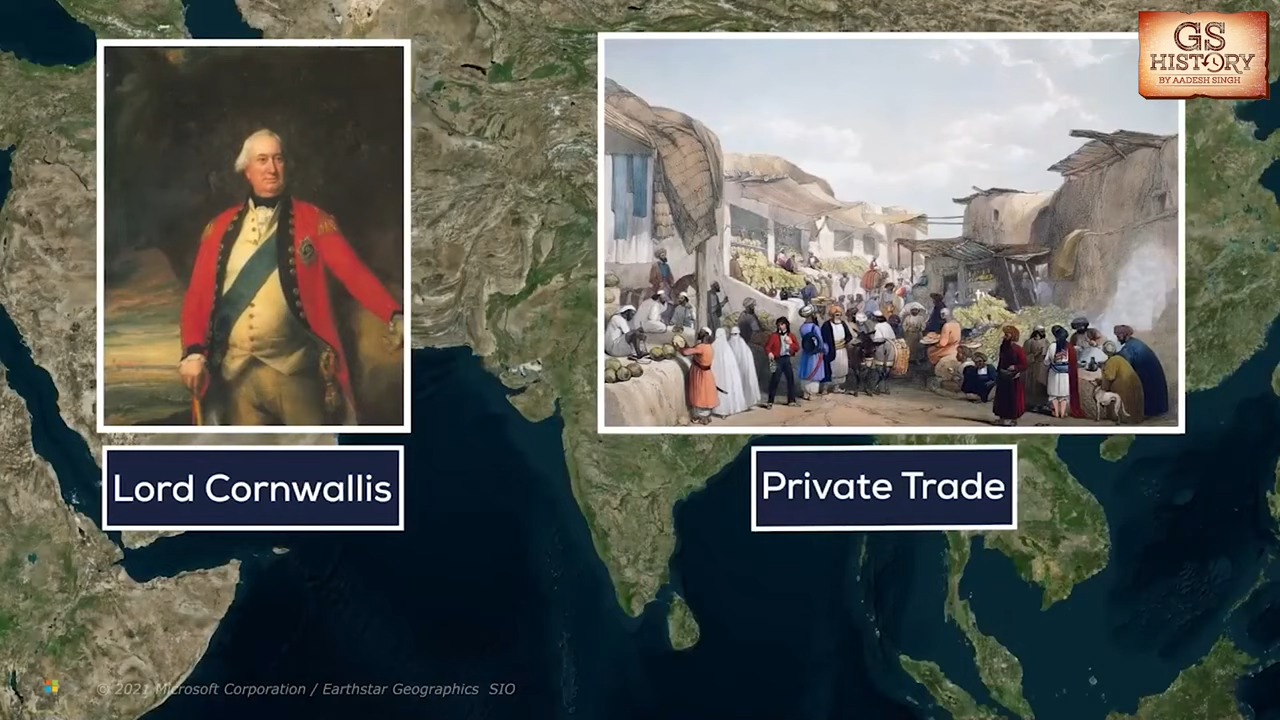 GS
HISTORY
BY AADESH SINGH
Lord Cornwallis
Private Trade
© 2021 Microsoft Corporation / Earthstar Geographics SIO